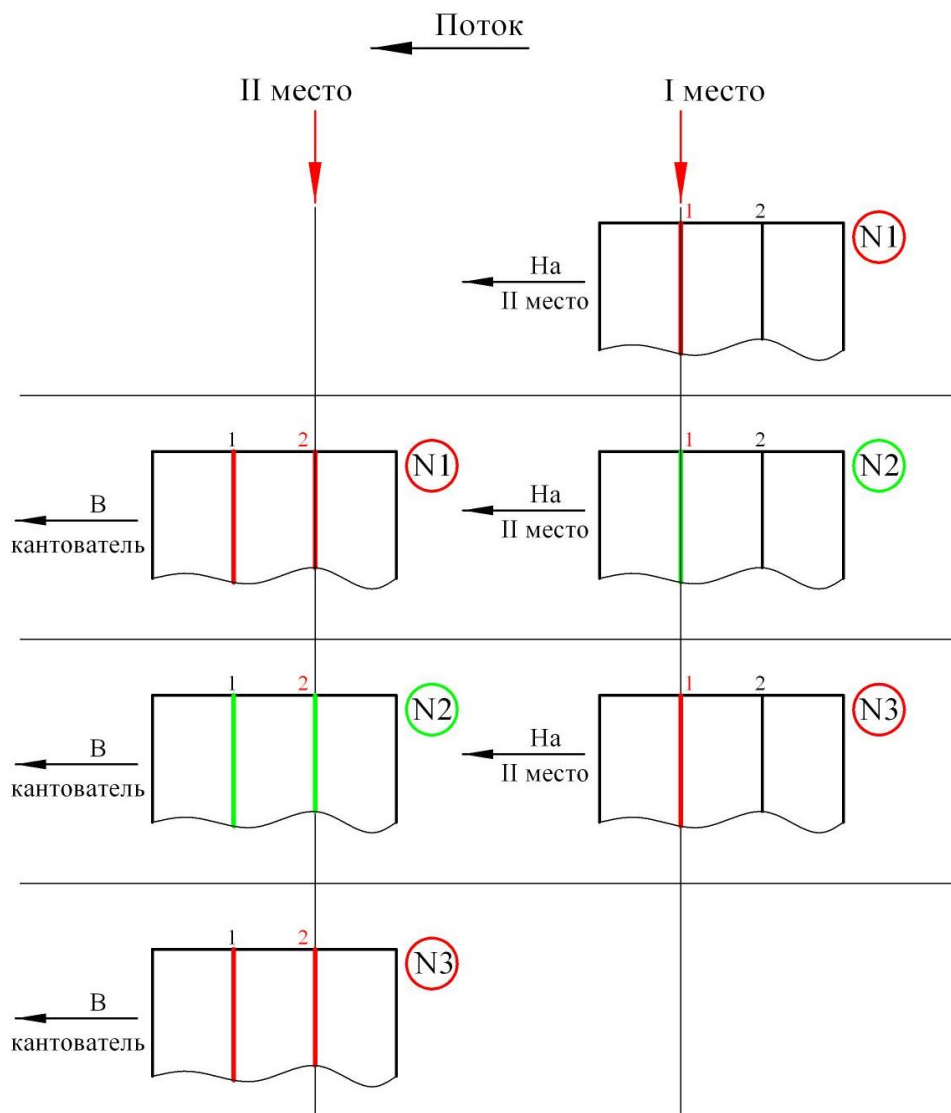 Поток
II место
I место
1
2
N1
На
II место
1
2
N1
1
2
N2
В
кантователь
На
II место
1
2
N2
1
2
N3
В
кантователь
На
II место
1
2
N3
В
кантователь